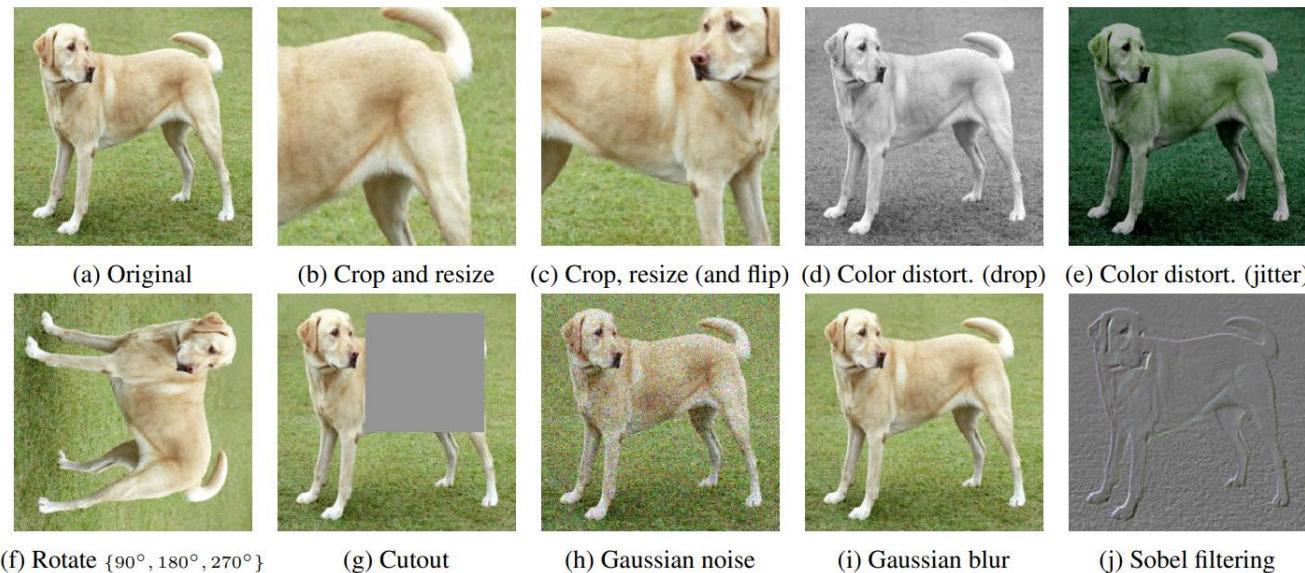 (a) Original
(b) Crop and resize
(c) Crop, resize (and flip)
(d) Color distort. (drop)
(e) Color distort. (jitter)
(f) Rotate {90°, 180°, 270°}
(g) Cutout
(h) Gaussian noise
(i) Gaussian blur
(j) Sobel filtering